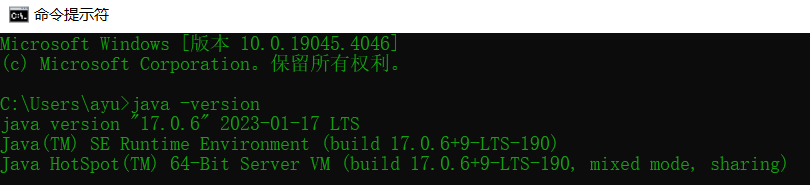 命令提示符
Microsoft Windows [版本 10.0.19045.4046]
(c) Microsoft Corporation。保留所有权利。
C:\Users\ayu>java -version
java version "17.0.6" 2023-01-17 LTS
Java(TM) SE Runtime Environment (build 17.0.6+9-LTS-190)
Java HotSpot(TM) 64-Bit Server VM (build 17.0.6+9-LTS-190, mixed mode, sharing)